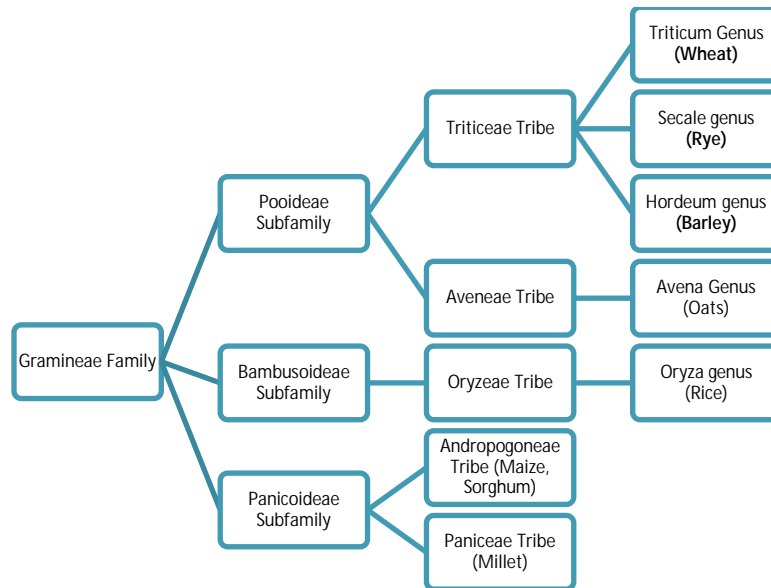 Triticum Genus
(Wheat)
Triticeae Tribe
Secale genus
(Rye)
Pooideae
Subfamily
Hordeum genus
(Barley)
Aveneae Tribe
Avena Genus
(Oats)
Gramineae Family
Bambusoideae
Subfamily
Oryzeae Tribe
Oryza genus
(Rice)
Panicoideae
Subfamily
Andropogoneae
Tribe (Maize,
Sorghum)
Paniceae Tribe
(Millet)